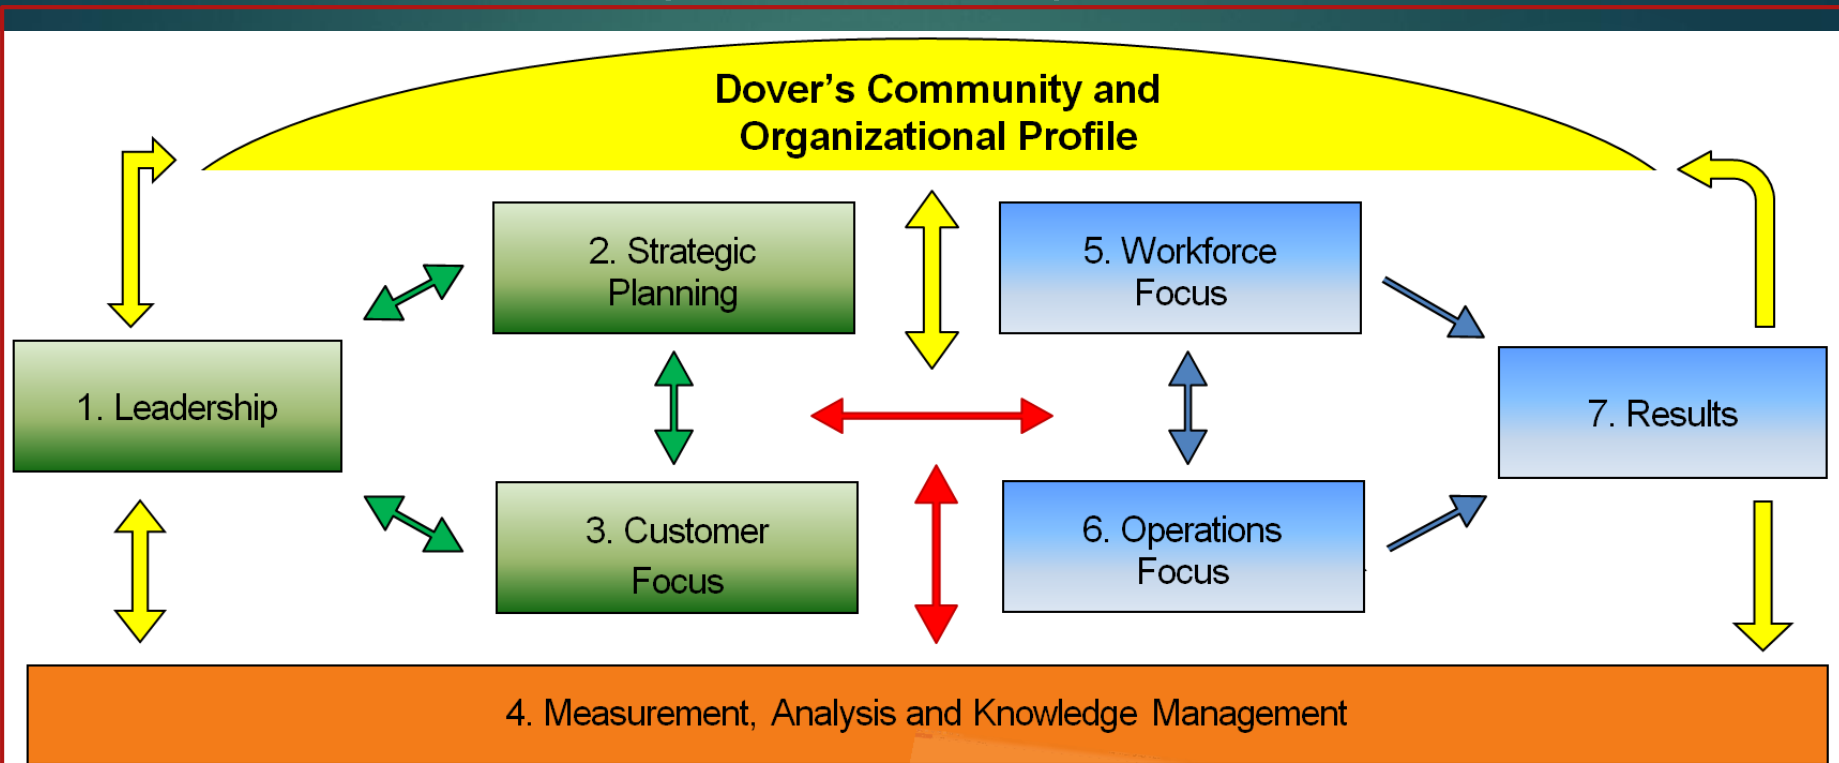 Dover's Community and
Organizational Profile
2. Strategic
Planning
5. Workforce
Focus
1. Leadership
7. Results
3. Customer
Focus
6. Operations
Focus
4. Measurement, Analysis and Knowledge Management